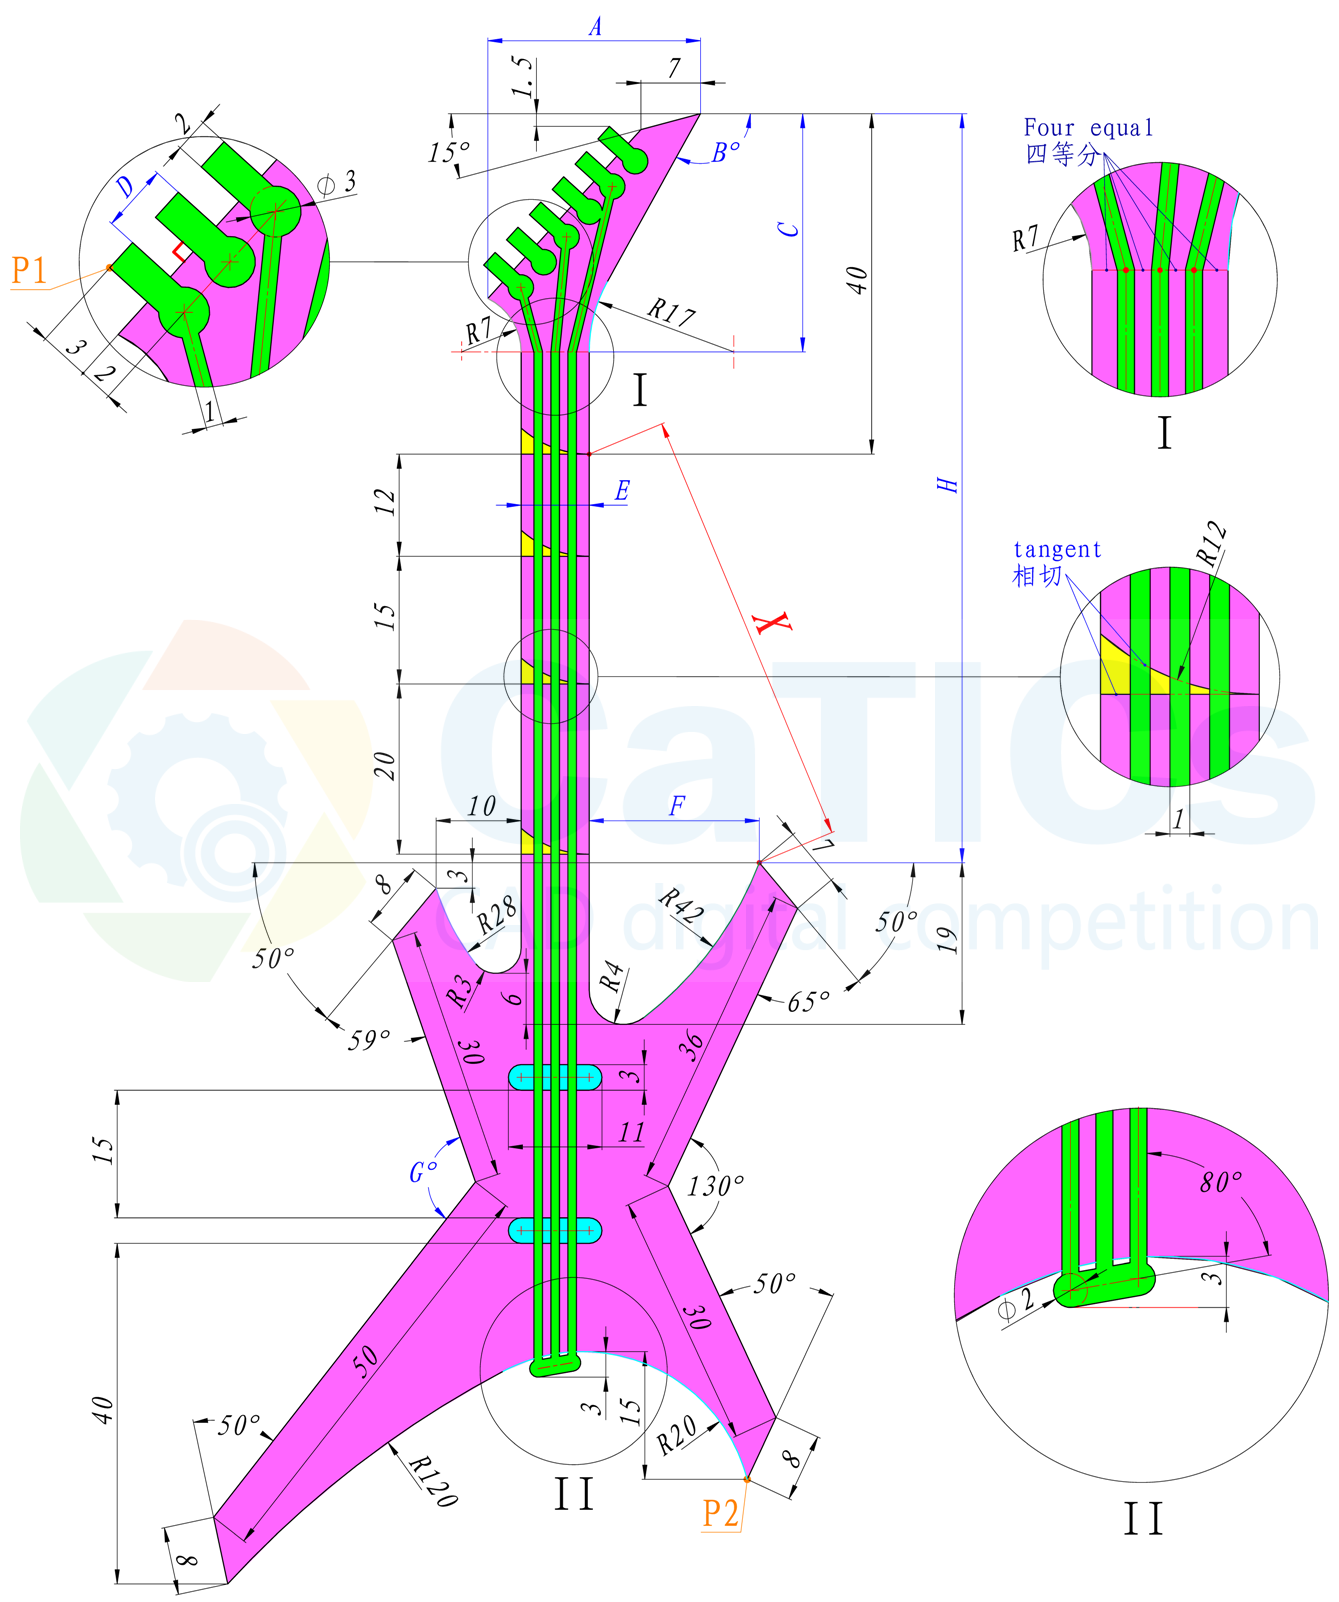 A
1.5
7
2
15°
B°
Four equal
四等分
D
∅ 3
P1
C
40
R7
3
2
1
R7
R17
I
I
12
E
H
X
tangent
相切
R12
15
20
1
10
F
7
3
8
R28
R42
50°
50°
19
R3
6
R4
65°
59°
30
36
3
15
11
G°
130°
80°
50°
3
∅ 2
30
50
3
15
40
50°
R20
8
R120
II
P2
II
8
CaTICs
CAD digital competition